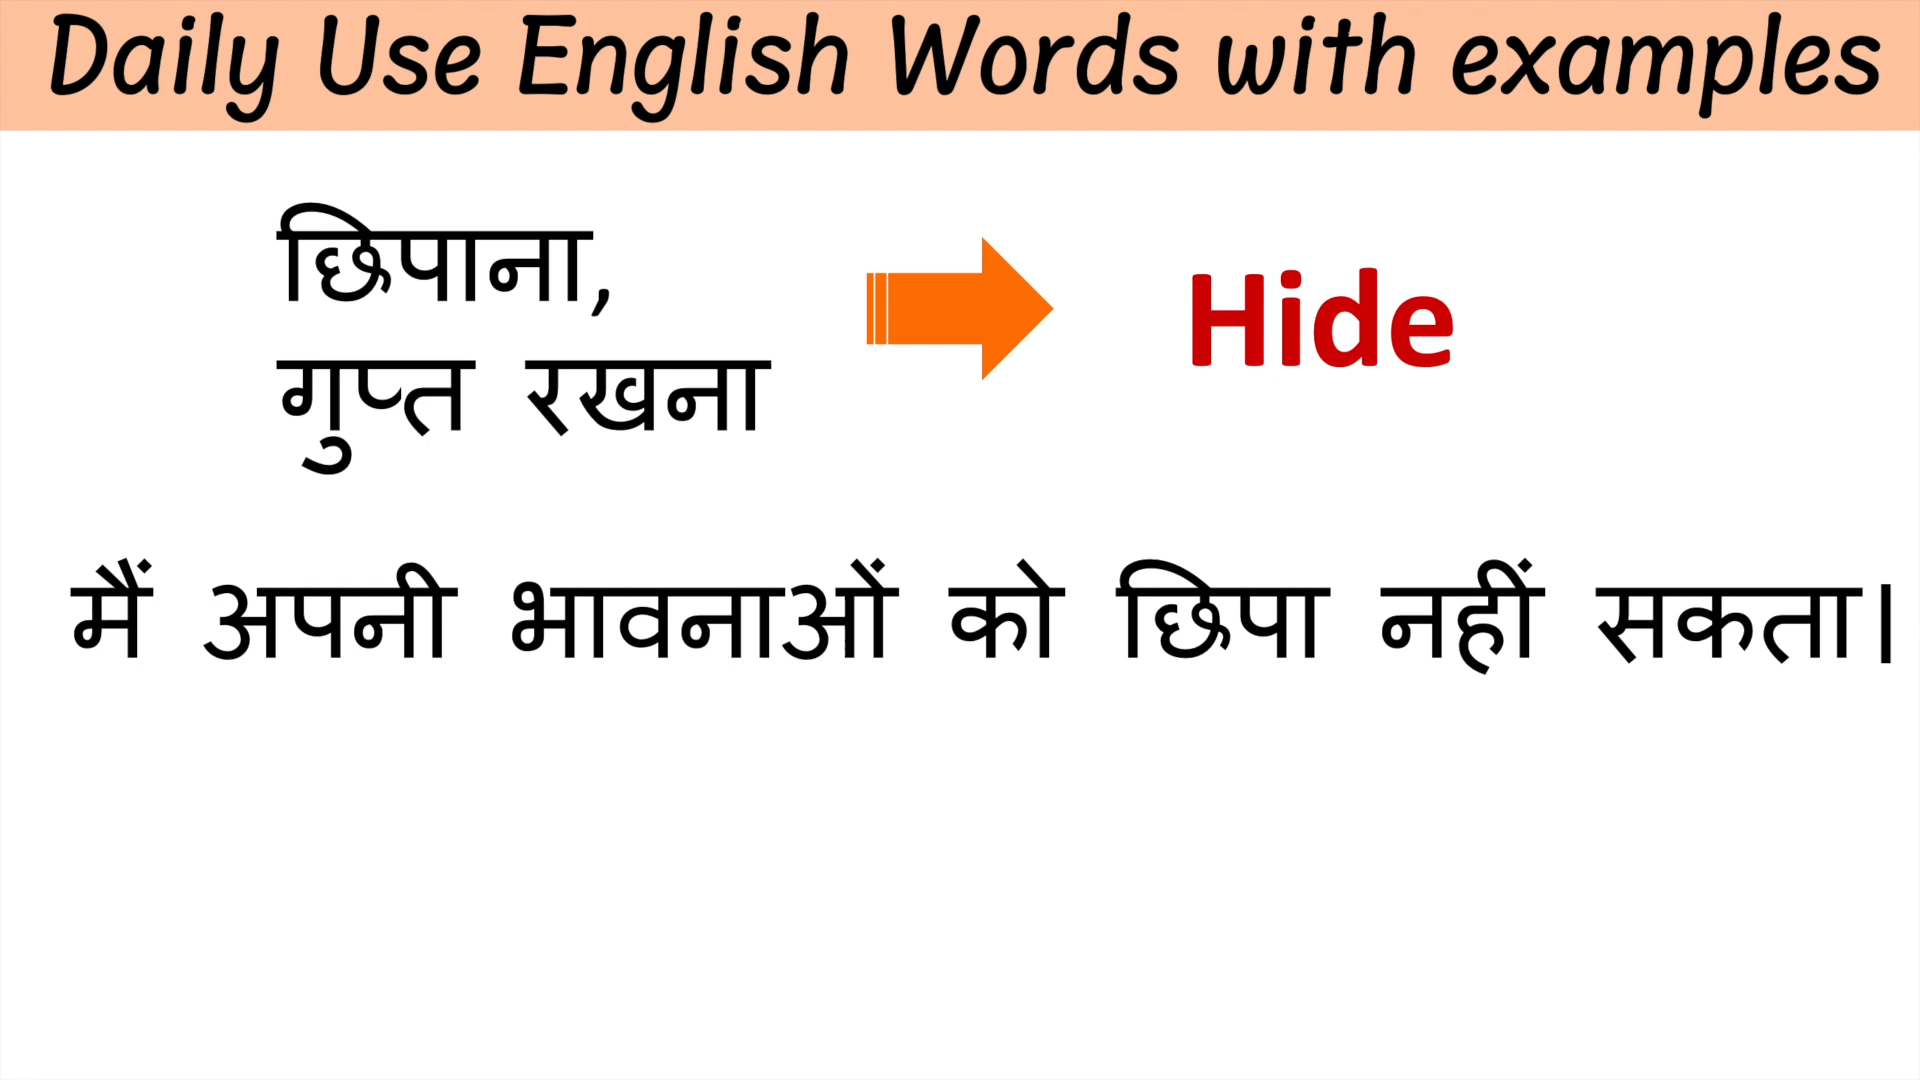 Daily Use English Words with examples
छिपाना,
गुप्त रखना
Hide
मैं अपनी भावनाओं को छिपा नहीं सकता।